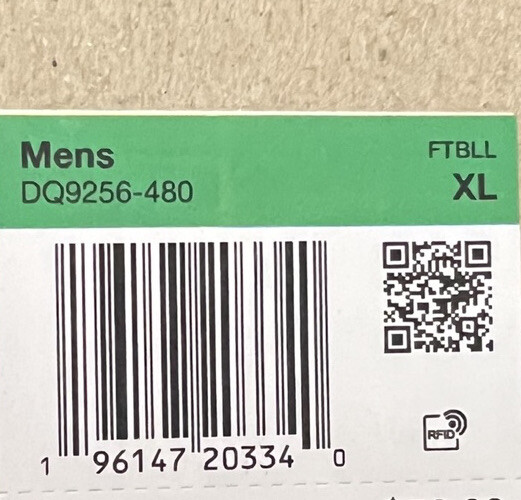 Mens
FTBLL
DQ9256-480
XL
RFID
1 96147 20334 0